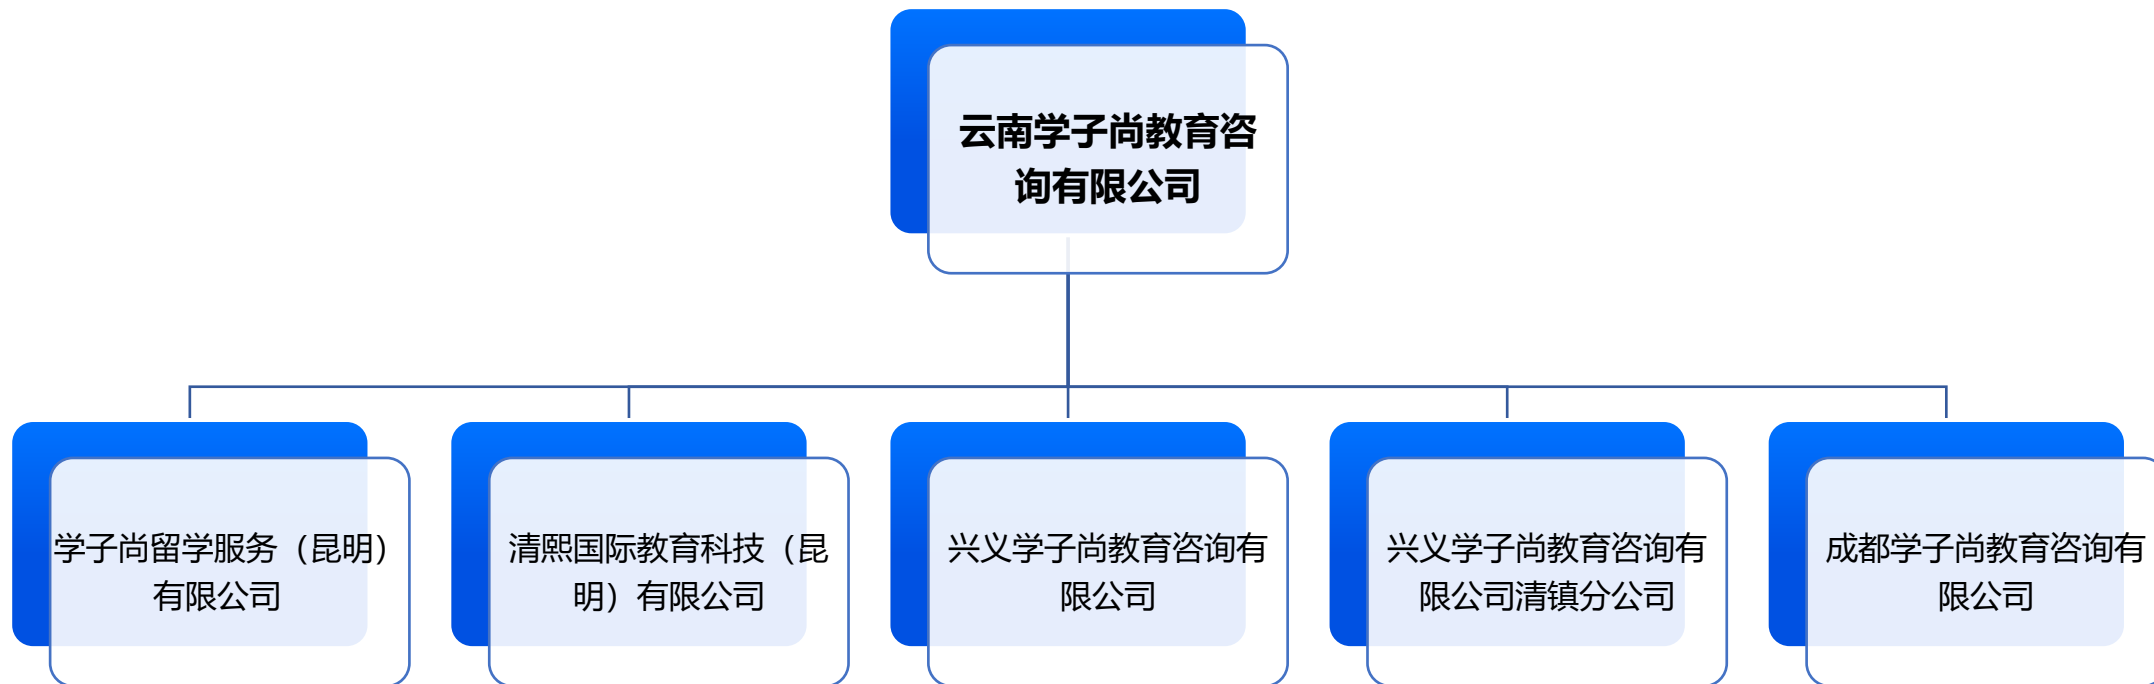 云南学子尚教育咨
询有限公司
学子尚留学服务（昆明）
有限公司
清熙国际教育科技（昆
明）有限公司
兴义学子尚教育咨询有
限公司
兴义学子尚教育咨询有
限公司清镇分公司
成都学子尚教育咨询有
限公司